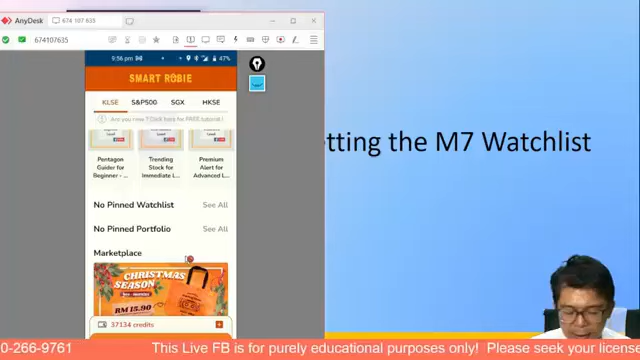 AnyDesk
674 107 635
674107635
9:56 pm
47%
SMART ROBIE
KLSE S&P500 SGX HKSE
Are you new ? Click here for FREE tutorial
Pentagon Guider for Beginner - ...
Trending Stock for Immediate L...
Premium Alert for Advanced L...
No Pinned Watchlist See All
No Pinned Portfolio See All
Marketplace
CHRISTMAS
SEASON
RM 15.90
37134 credits
tting the M7 Watchlist
0-266-9761
This Live FB is for purely educational purposes only! Please seek your license